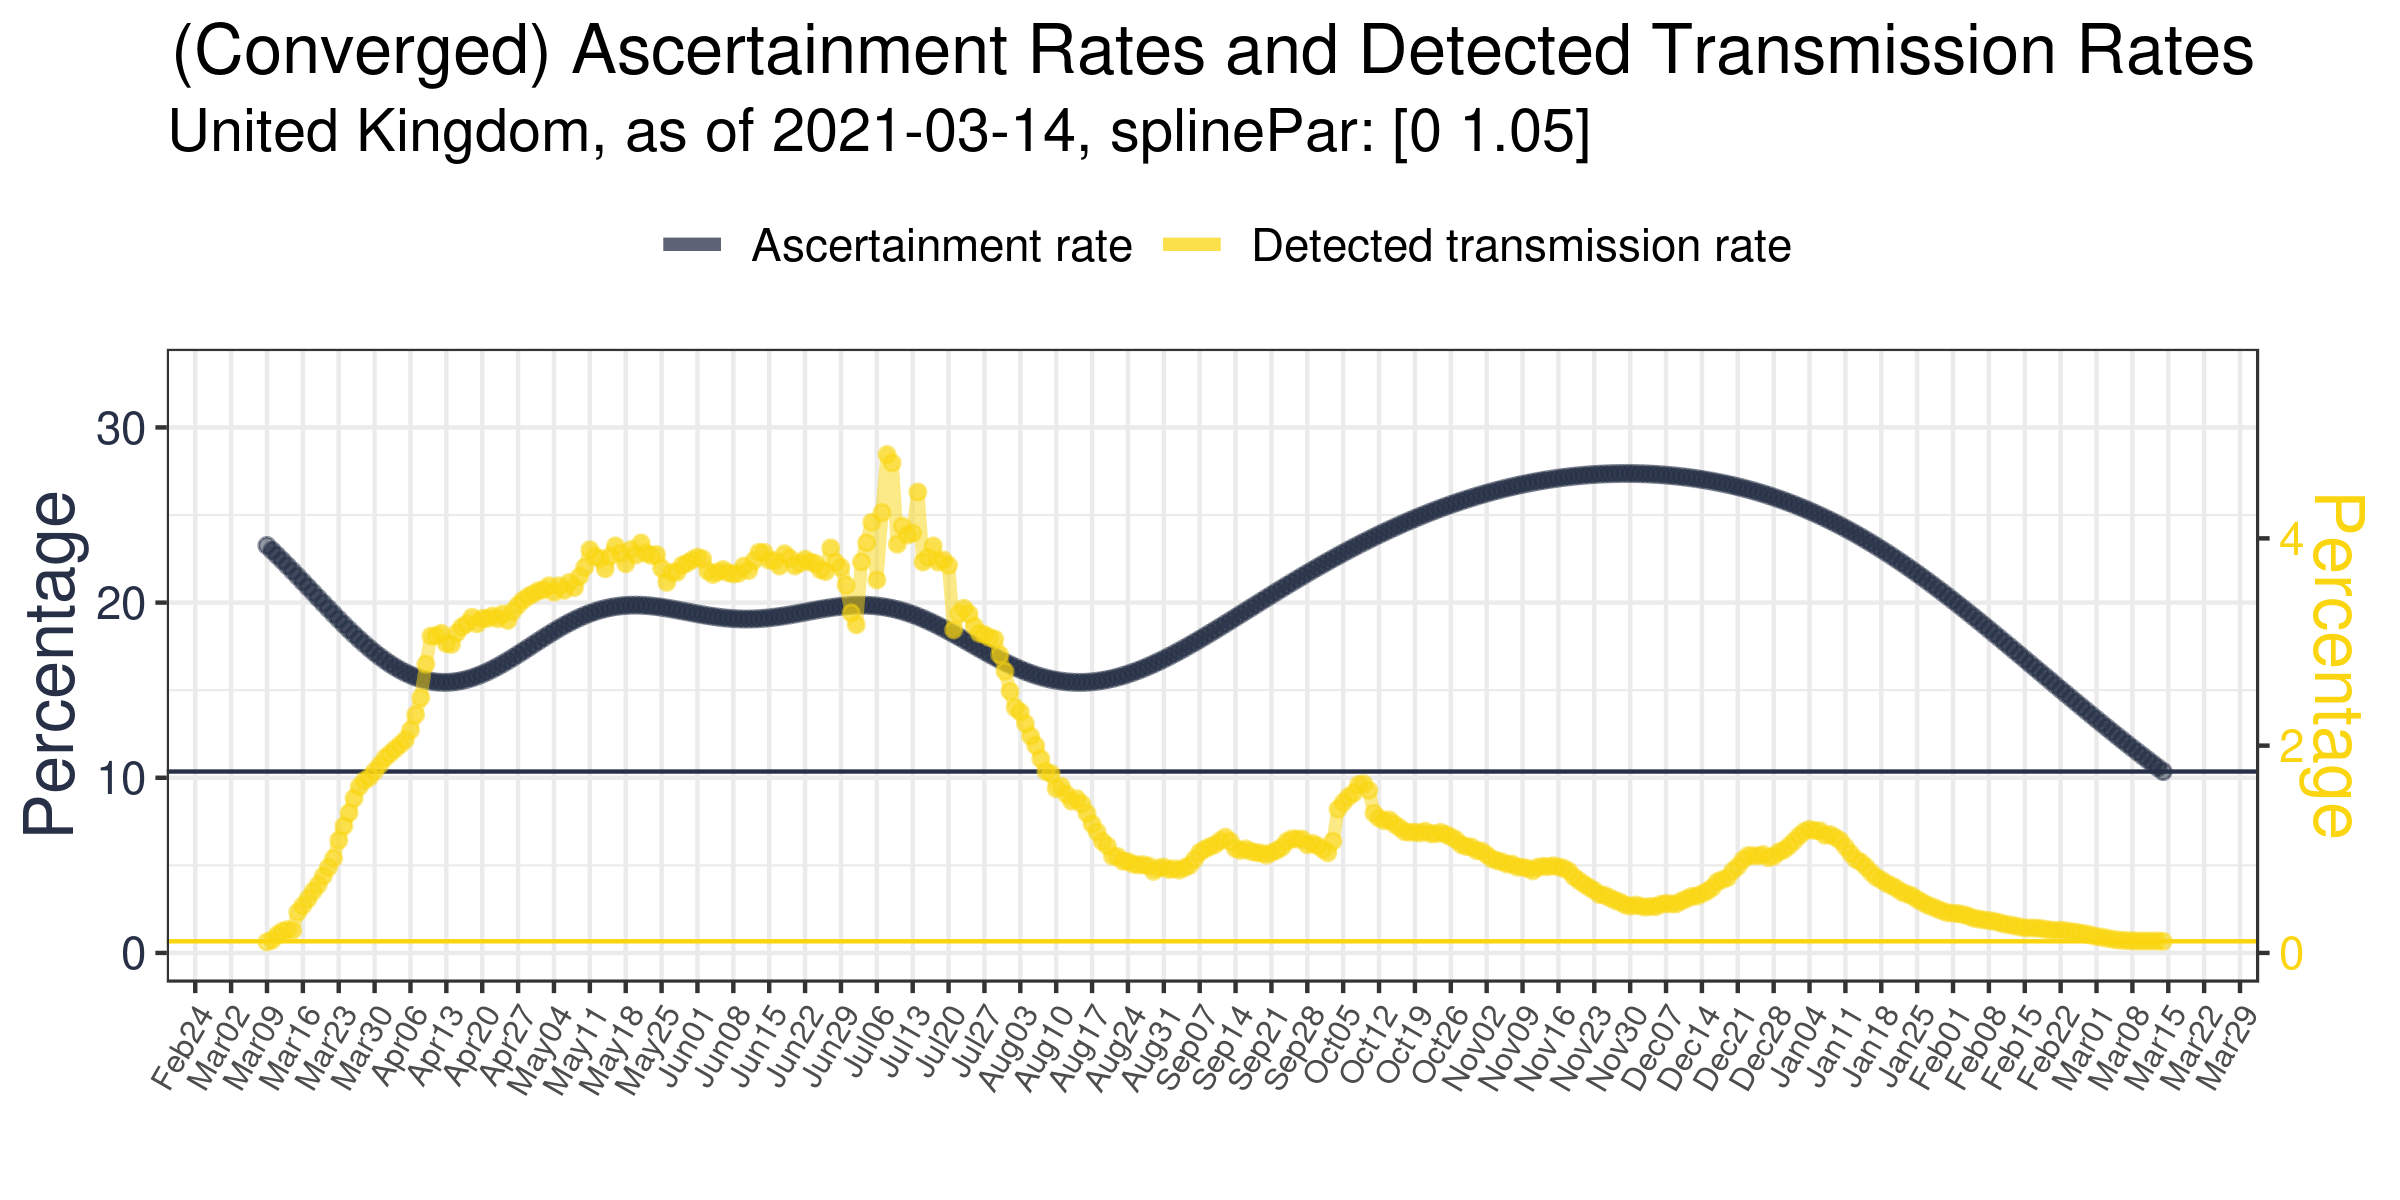 (Converged) Ascertainment Rates and Detected Transmission Rates
United Kingdom, as of 2021-03-14, splinePar: [0 1.05]
Ascertainment rate
Detected transmission rate
Percentage
30
20
10
0
4
2
0
Percentage
Feb24
Mar02
Mar09
Mar16
Mar23
Mar30
Apr06
Apr13
Apr20
Apr27
May04
May11
May18
May25
Jun01
Jun08
Jun15
Jun22
Jun29
Jul06
Jul13
Jul20
Jul27
Aug03
Aug10
Aug17
Aug24
Aug31
Sep07
Sep14
Sep21
Sep28
Oct05
Oct12
Oct19
Oct26
Nov02
Nov09
Nov16
Nov23
Nov30
Dec07
Dec14
Dec21
Dec28
Jan04
Jan11
Jan18
Jan25
Feb01
Feb08
Feb15
Feb22
Mar01
Mar08
Mar15
Mar22
Mar29